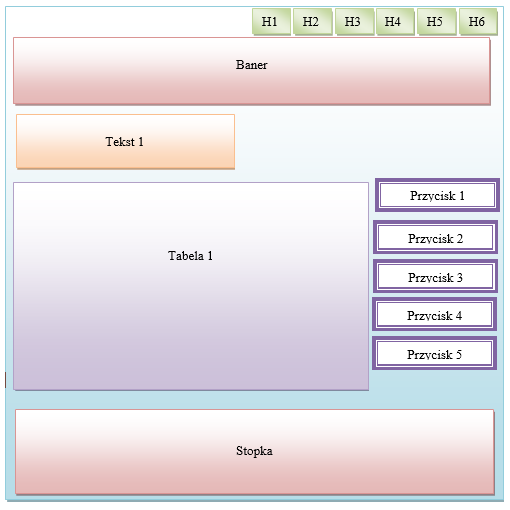 H1 H2 H3 H4 H5 H6
Baner
Tekst 1
Tabela 1
Przycisk 1
Przycisk 2
Przycisk 3
Przycisk 4
Przycisk 5
Stopka